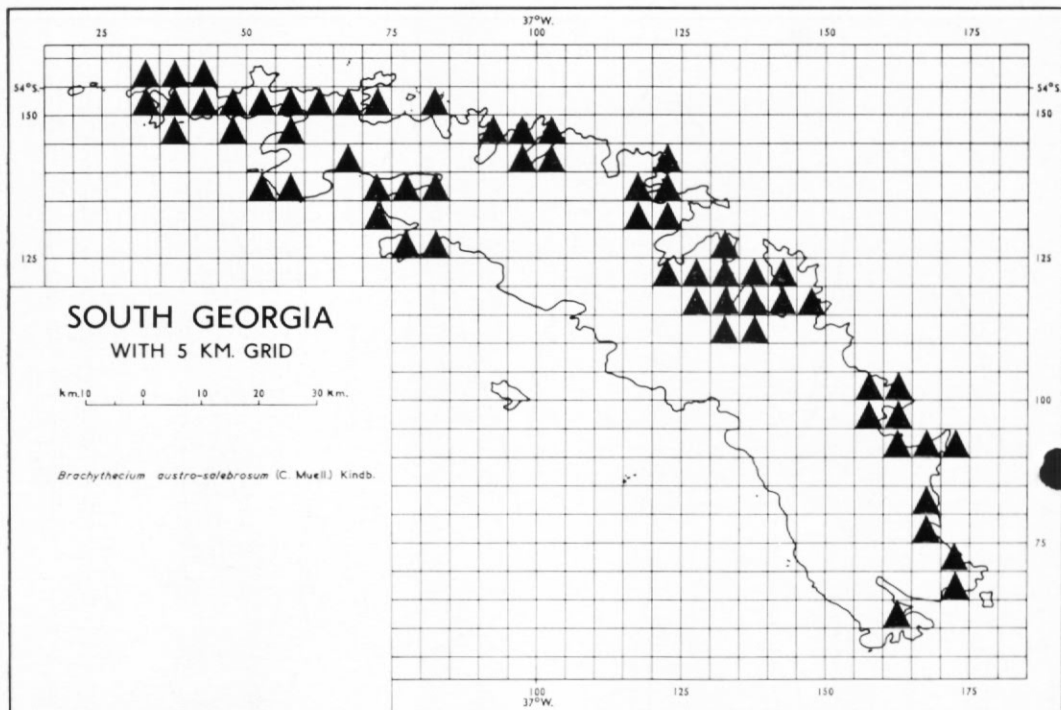 37°W.
25 50 75 100 125 150 175
54°S. 54°S.
150 150
125 125
SOUTH GEORGIA
WITH 5 KM. GRID
km.10 0 10 20 30 km.
100
Brachythecium austro-salebrosum (C. Muell.) Kindb.
75
100 125 150 175
37°W.